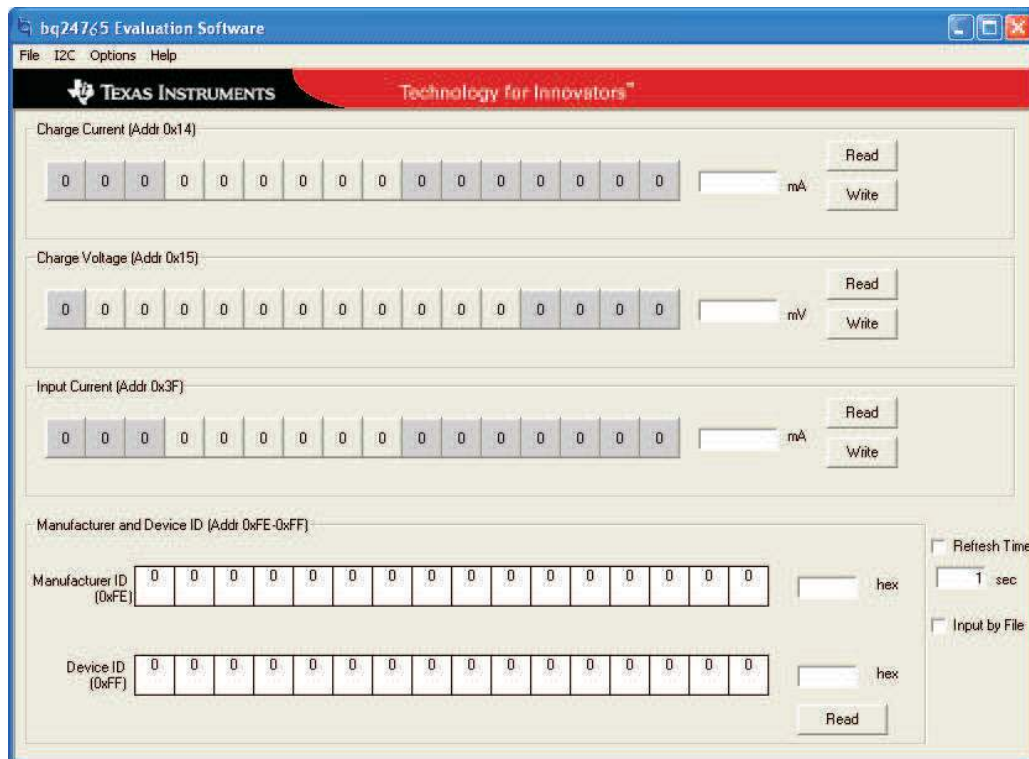 bq24765 Evaluation Software
File I2C Options Help
TEXAS INSTRUMENTS Technology for Innovators™
Charge Current (Addr 0x14)
0 0 0 0 0 0 0 0 0 0 0 0 0 0 0 0 mA
Read
Write
Charge Voltage (Addr 0x15)
0 0 0 0 0 0 0 0 0 0 0 0 0 0 0 0 mV
Read
Write
Input Current (Addr 0x3F)
0 0 0 0 0 0 0 0 0 0 0 0 0 0 0 0 mA
Read
Write
Manufacturer and Device ID (Addr 0xFE-0xFF)
Manufacturer ID
(0xFE)
0 0 0 0 0 0 0 0 0 0 0 0 0 0 0 0 hex
Device ID
(0xFF)
0 0 0 0 0 0 0 0 0 0 0 0 0 0 0 0 hex
Read
Refresh Time
1 sec
Input by File